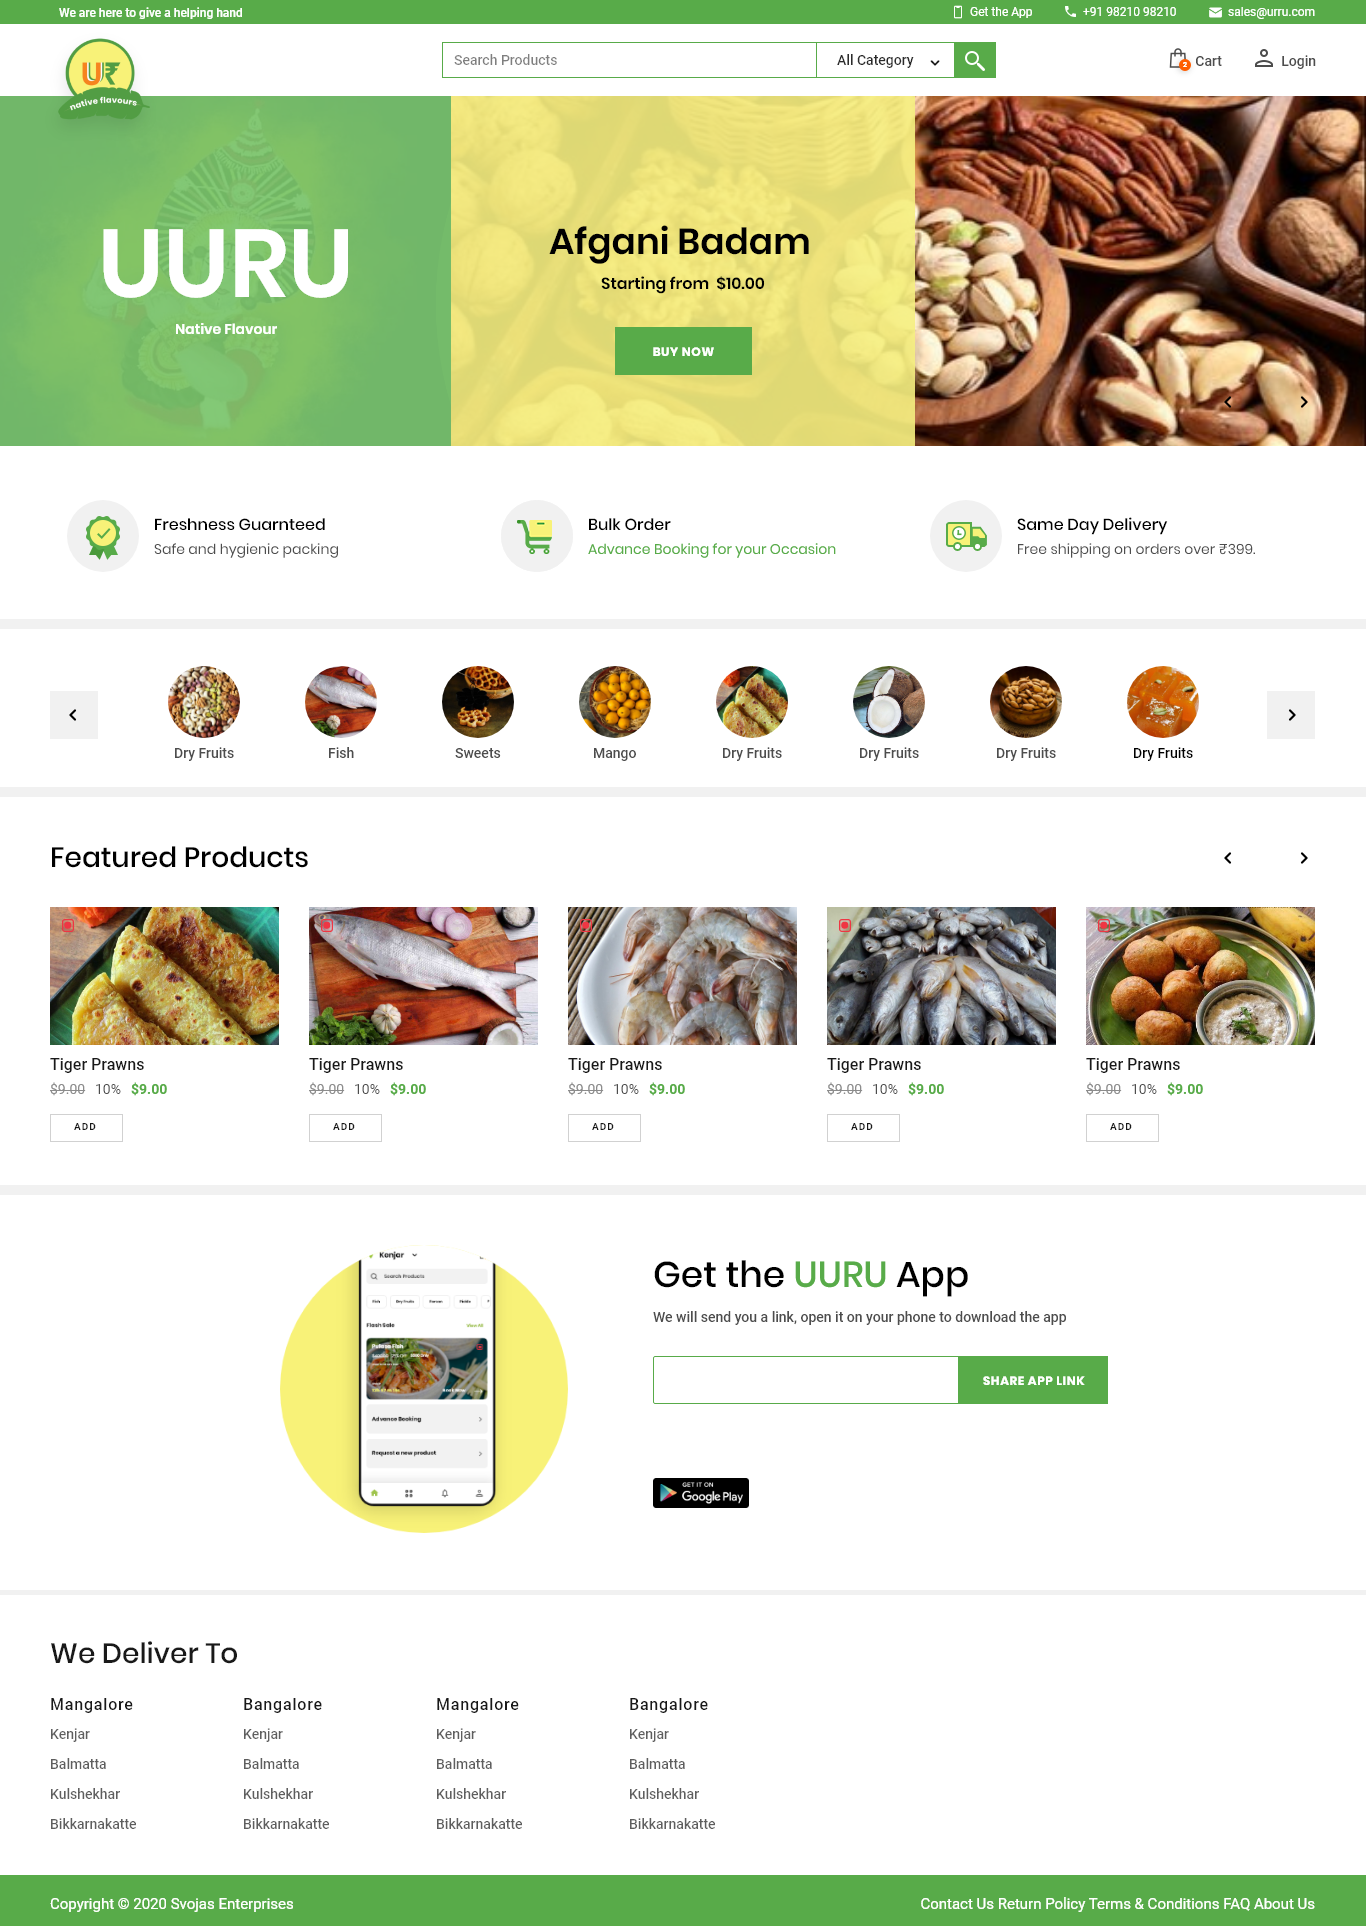 We are here to give a helping hand
Get the App
+91 98210 98210
sales@urru.com
UR
native flavours
Search Products
All Category
2
Cart
Login
UURU
Native Flavour
Afgani Badam
Starting from $10.00
BUY NOW
Freshness Guarnteed
Safe and hygienic packing
Bulk Order
Advance Booking for your Occasion
Same Day Delivery
Free shipping on orders over ₹399.
Dry Fruits
Fish
Sweets
Mango
Dry Fruits
Dry Fruits
Dry Fruits
Dry Fruits
Featured Products
Tiger Prawns
$9.00 10% $9.00
ADD
Tiger Prawns
$9.00 10% $9.00
ADD
Tiger Prawns
$9.00 10% $9.00
ADD
Tiger Prawns
$9.00 10% $9.00
ADD
Tiger Prawns
$9.00 10% $9.00
ADD
Kenjar
Search Products
Fish
Dry Fruits
Flash Sale
View All
Advance Booking
Request a new product
Get the UURU App
We will send you a link, open it on your phone to download the app
SHARE APP LINK
GET IT ON
Google Play
We Deliver To
Mangalore
Kenjar
Balmatta
Kulshekhar
Bikkarnakatte
Bangalore
Kenjar
Balmatta
Kulshekhar
Bikkarnakatte
Mangalore
Kenjar
Balmatta
Kulshekhar
Bikkarnakatte
Bangalore
Kenjar
Balmatta
Kulshekhar
Bikkarnakatte
Copyright © 2020 Svojas Enterprises
Contact Us Return Policy Terms & Conditions FAQ About Us